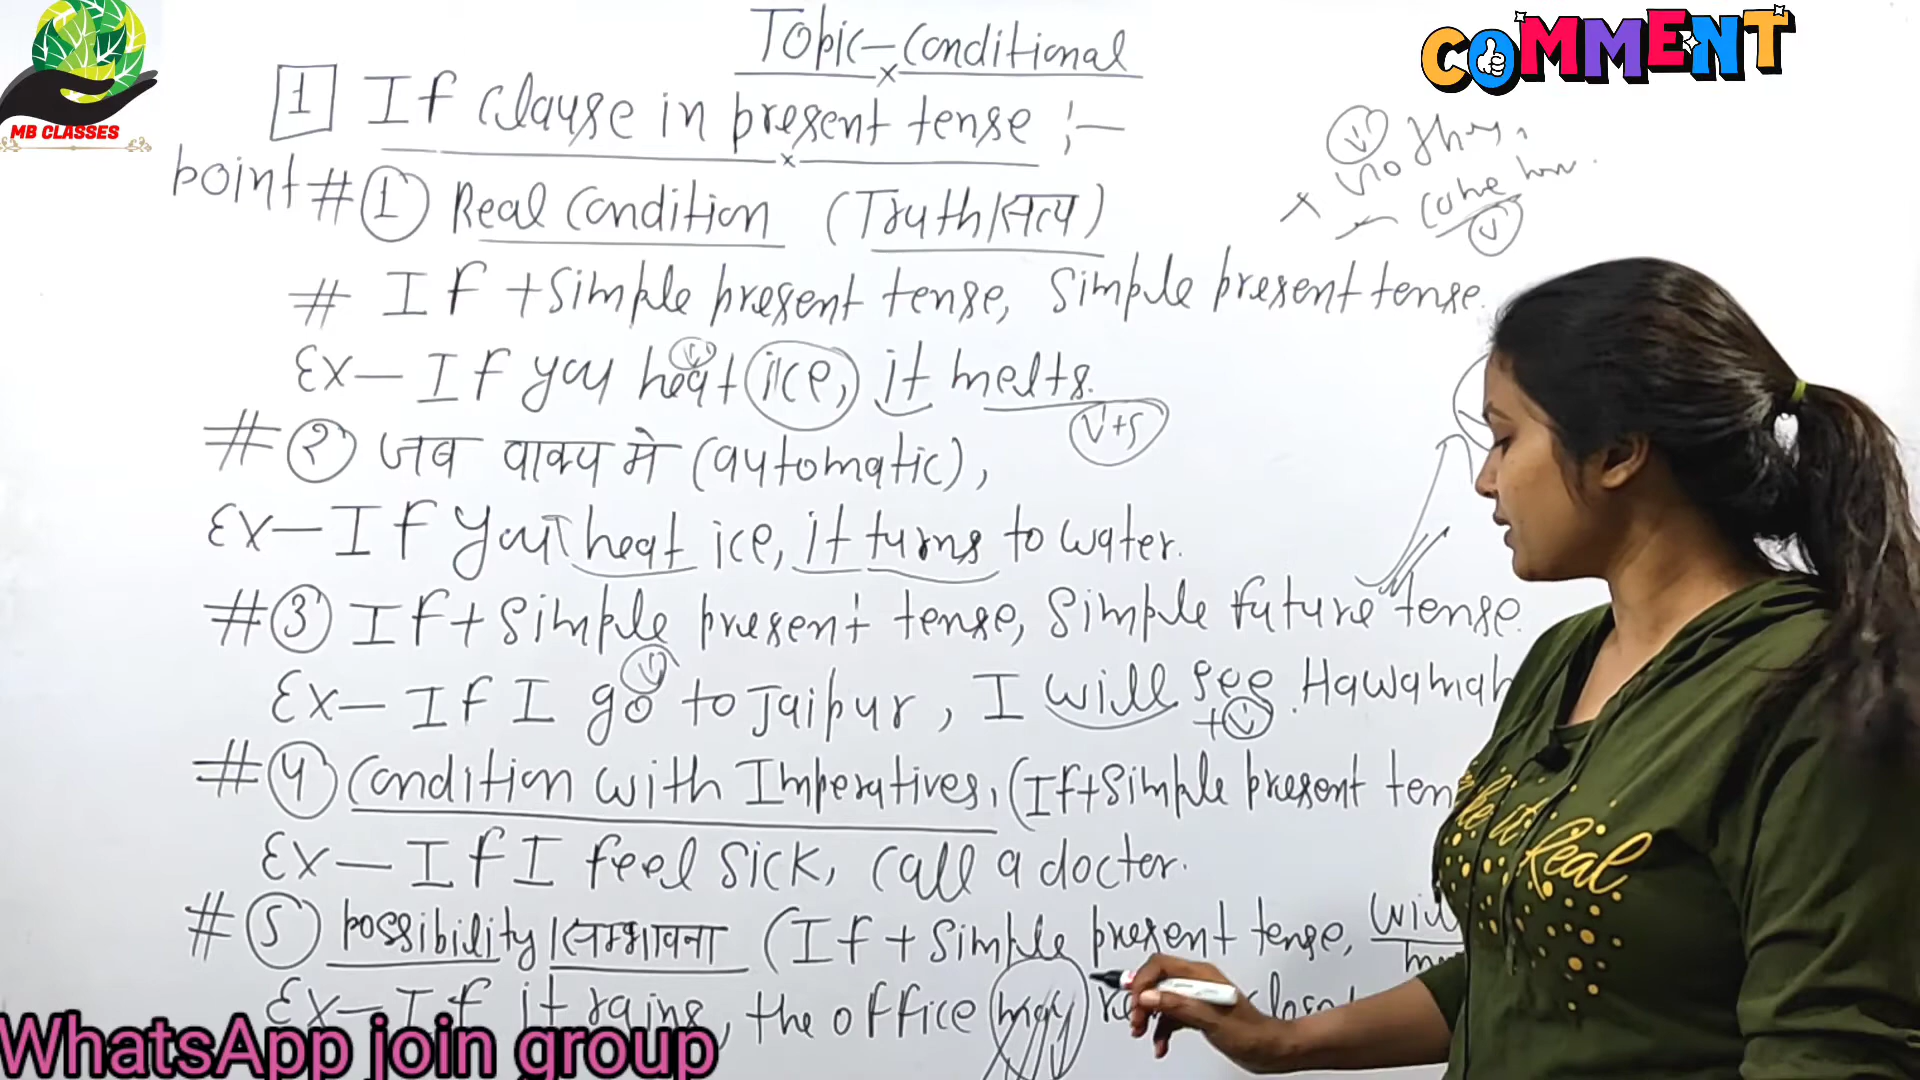 MB CLASSES
COMMENT
Topic-Conditional
1 If clause in present tense :-
point # 1 Real Condition (Truth/सत्य)
# If + Simple present tense, Simple present tense.
Ex- If you heat ice, it melts.
V
V+S
# २ जब वाक्य मे (automatic),
Ex- If you heat ice, it turns to water.
# 3 If + Simple present tense, Simple future tense.
Ex- If I go to Jaipur, I will see Hawamah
V
+ V
# 4 Condition with Imperatives, (If+Simple present ten
Ex- If I feel sick, call a docter.
# 5 possibility/सम्भावना (If + Simple present tense,
Ex- If it rains, the office may
WhatsApp join group